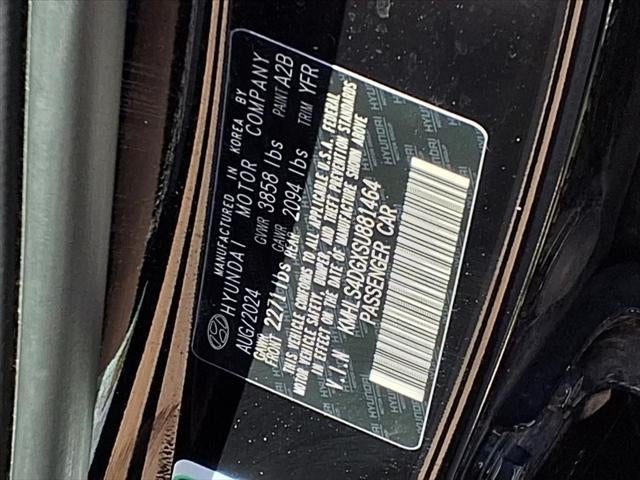 MANUFACTURED IN KOREA BY
HYUNDAI MOTOR COMPANY
AUG/2024 GVWR 3858 lbs PAINT A2B
GAWR FRONT 2271 lbs GAWR REAR 2094 lbs TRIM YFR
THIS VEHICLE CONFORMS TO ALL APPLICABLE U.S.A. FEDERAL
MOTOR VEHICLE SAFETY BUMPER, AND THEFT PREVENTION STANDARDS
IN EFFECT ON THE DATE OF MANUFACTURE SHOWN ABOVE
V.I.N KMHLS4DGXSU881464
PASSENGER CAR